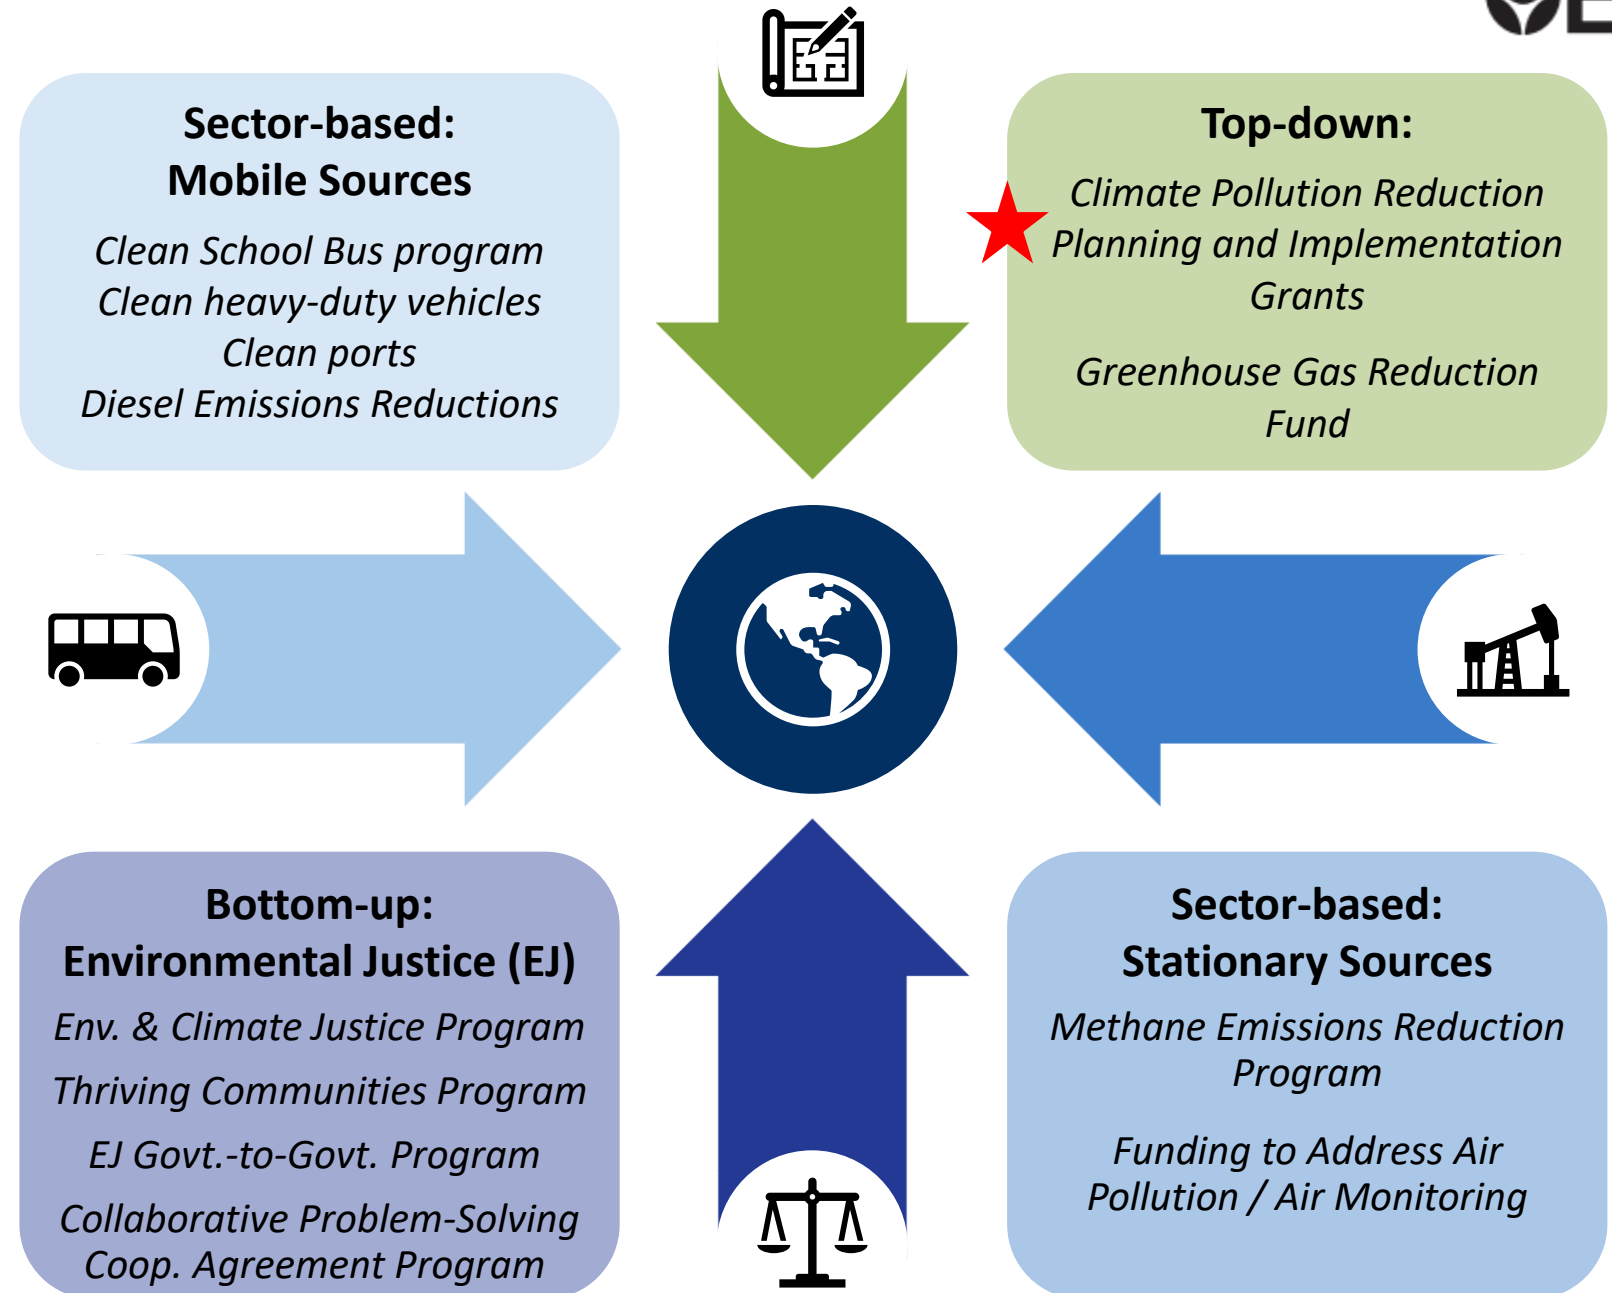 Sector-based:
Mobile Sources
Clean School Bus program
Clean heavy-duty vehicles
Clean ports
Diesel Emissions Reductions
Top-down:
Climate Pollution Reduction
Planning and Implementation
Grants
Greenhouse Gas Reduction
Fund
Bottom-up:
Environmental Justice (EJ)
Env. & Climate Justice Program
Thriving Communities Program
EJ Govt.-to-Govt. Program
Collaborative Problem-Solving
Coop. Agreement Program
Sector-based:
Stationary Sources
Methane Emissions Reduction
Program
Funding to Address Air
Pollution / Air Monitoring